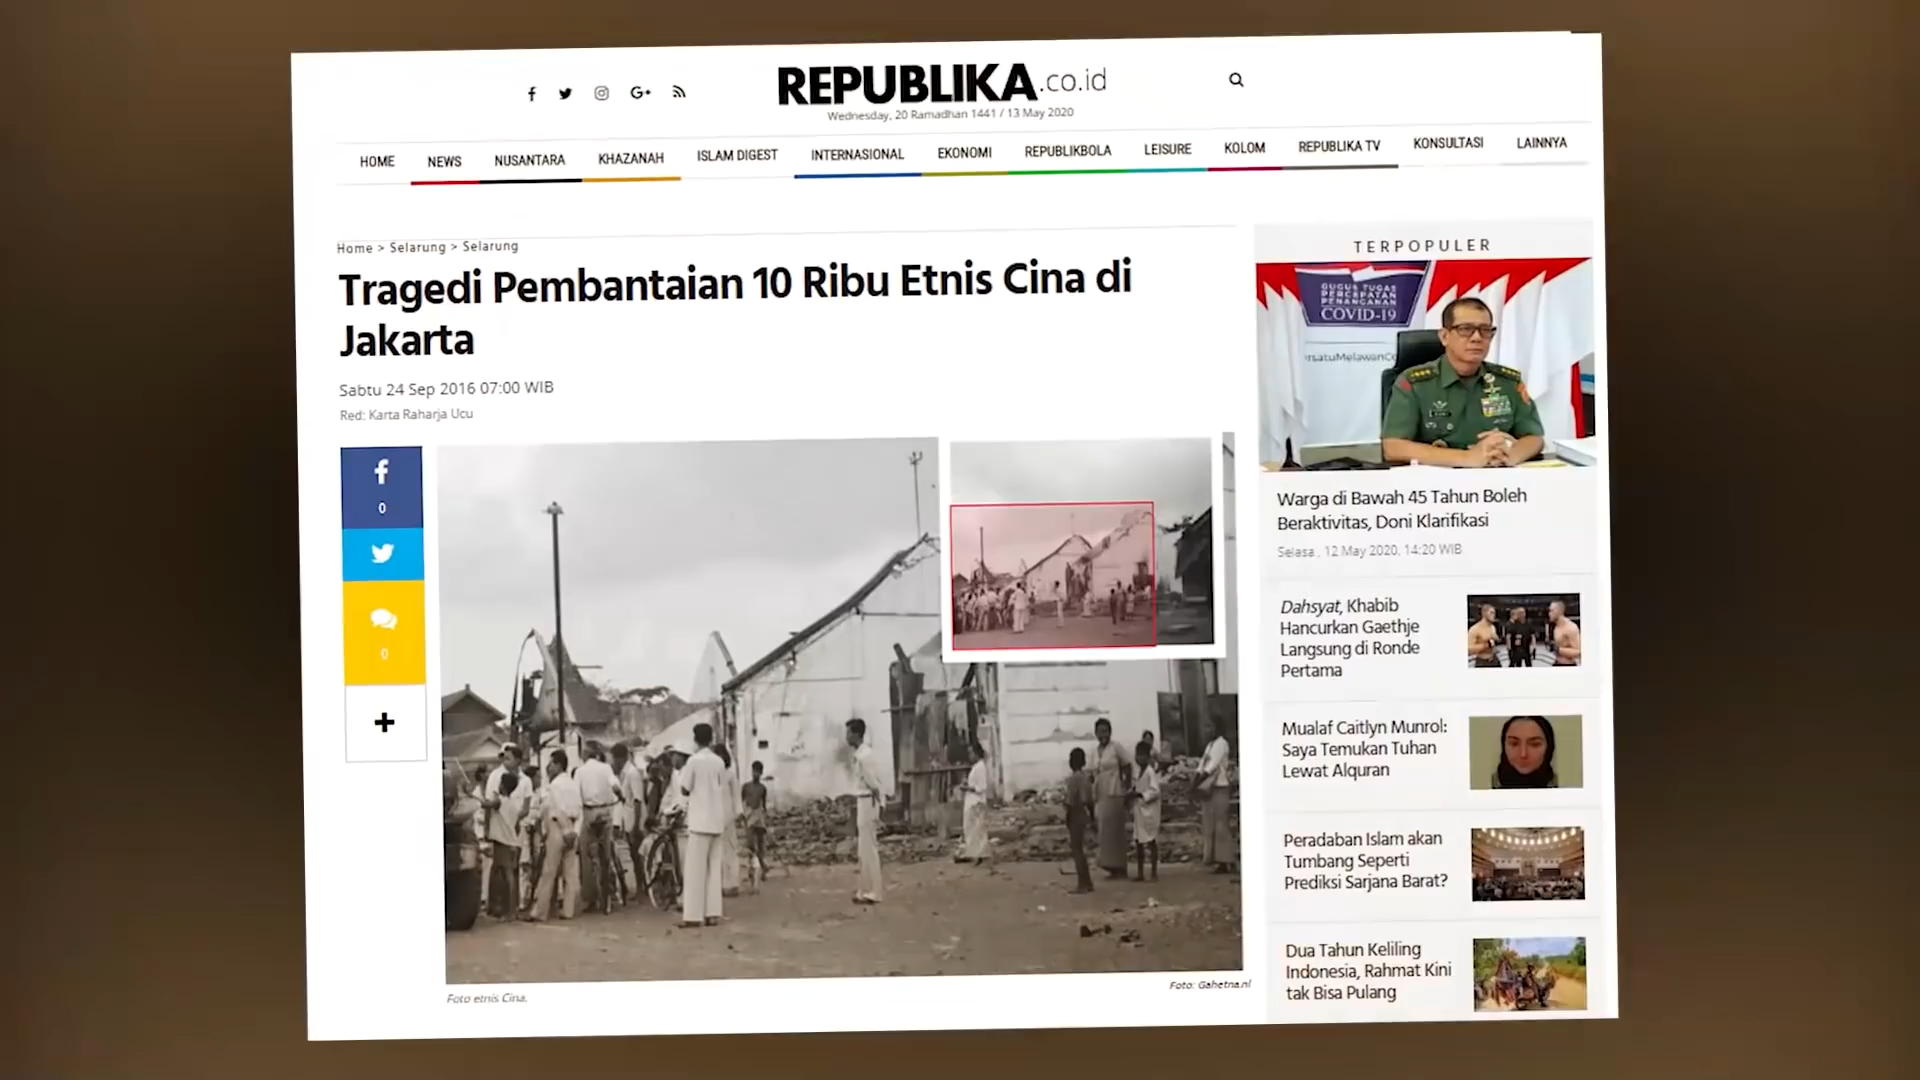 REPUBLIKA.co.id
Wednesday, 20 Ramadhan 1441 / 13 May 2020
HOME NEWS NUSANTARA KHAZANAH ISLAM DIGEST INTERNASIONAL EKONOMI REPUBLIKBOLA LEISURE KOLOM REPUBLIKA TV KONSULTASI LAINNYA
Home > Selarung > Selarung
Tragedi Pembantaian 10 Ribu Etnis Cina di
Jakarta
Sabtu 24 Sep 2016 07:00 WIB
Red: Karta Raharja Ucu
0
0
Foto etnis Cina.
Foto: Gahetna.nl
TERPOPULER
GUGUS TUGAS
PERCEPATAN
PENANGANAN
COVID-19
Warga di Bawah 45 Tahun Boleh
Beraktivitas, Doni Klarifikasi
Selasa , 12 May 2020, 14:20 WIB
Dahsyat, Khabib
Hancurkan Gaethje
Langsung di Ronde
Pertama
Mualaf Caitlyn Munrol:
Saya Temukan Tuhan
Lewat Alquran
Peradaban Islam akan
Tumbang Seperti
Prediksi Sarjana Barat?
Dua Tahun Keliling
Indonesia, Rahmat Kini
tak Bisa Pulang